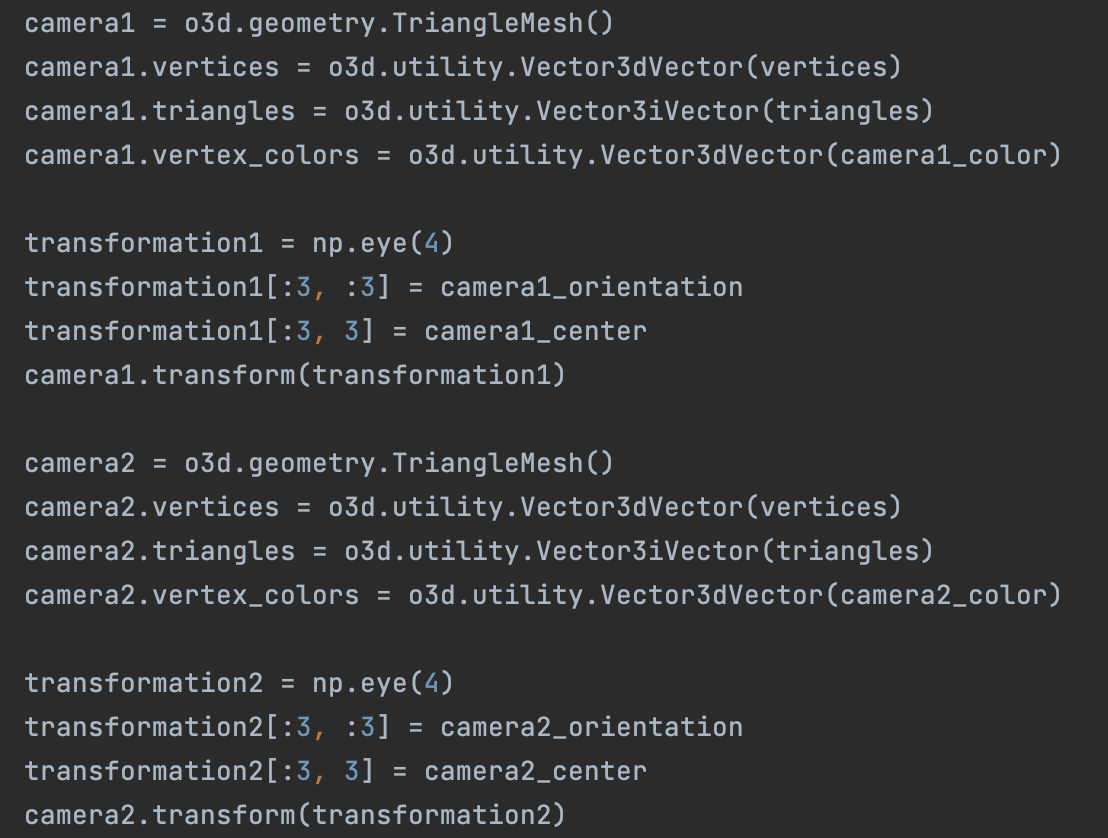 camera1 = o3d.geometry.TriangleMesh()
camera1.vertices = o3d.utility.Vector3dVector(vertices)
camera1.triangles = o3d.utility.Vector3iVector(triangles)
camera1.vertex_colors = o3d.utility.Vector3dVector(camera1_color)

transformation1 = np.eye(4)
transformation1[:3, :3] = camera1_orientation
transformation1[:3, 3] = camera1_center
camera1.transform(transformation1)

camera2 = o3d.geometry.TriangleMesh()
camera2.vertices = o3d.utility.Vector3dVector(vertices)
camera2.triangles = o3d.utility.Vector3iVector(triangles)
camera2.vertex_colors = o3d.utility.Vector3dVector(camera2_color)

transformation2 = np.eye(4)
transformation2[:3, :3] = camera2_orientation
transformation2[:3, 3] = camera2_center
camera2.transform(transformation2)